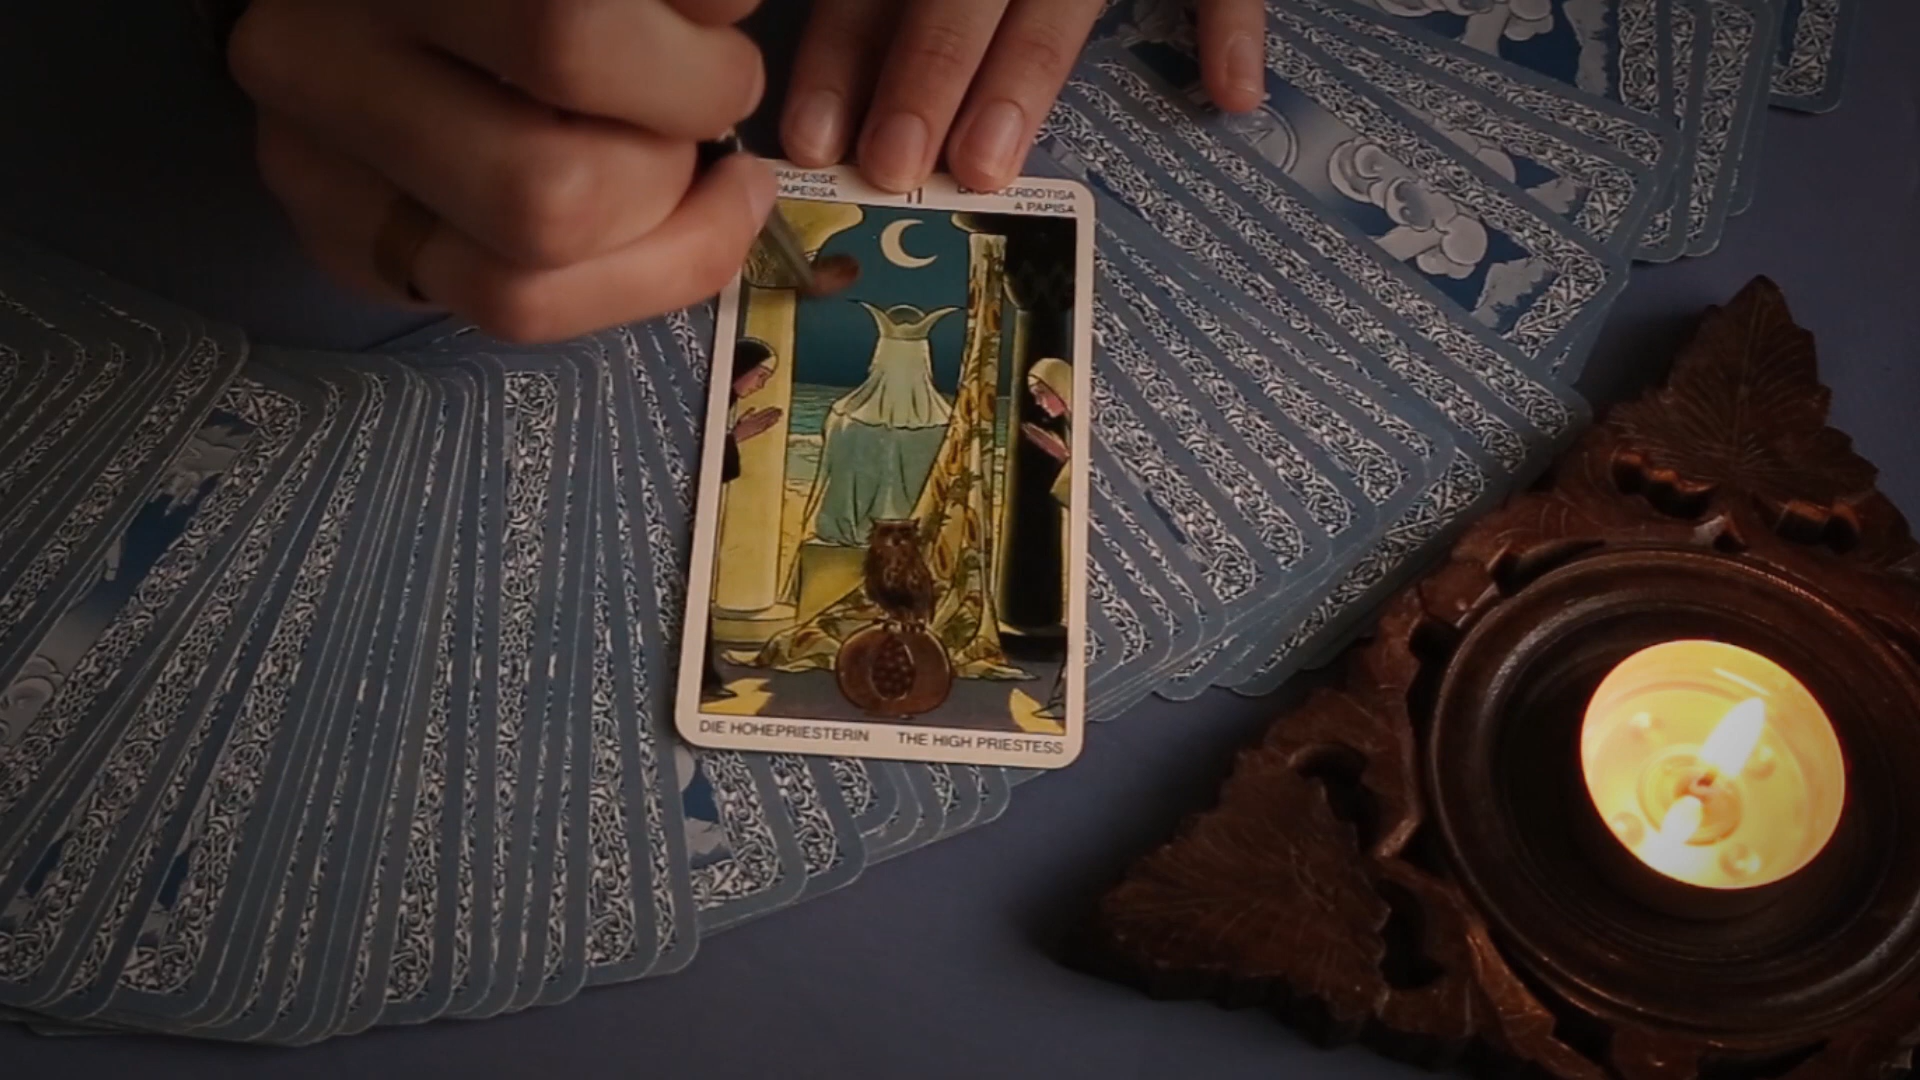 PAPESSE
PAPESSA
II
A PAPISA
DIE HOHEPRIESTERIN
THE HIGH PRIESTESS